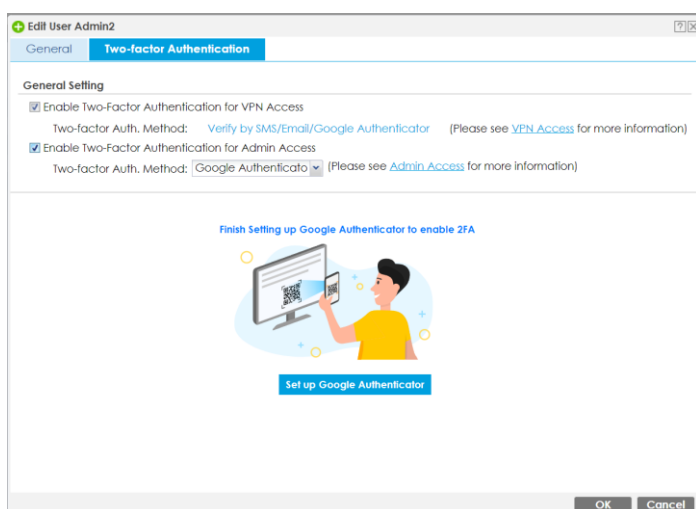 Edit User Admin2
General
Two-factor Authentication
General Setting
Enable Two-Factor Authentication for VPN Access
Two-factor Auth. Method: Verify by SMS/Email/Google Authenticator (Please see VPN Access for more information)
Enable Two-Factor Authentication for Admin Access
Two-factor Auth. Method: Google Authenticato (Please see Admin Access for more information)
Finish Setting up Google Authenticator to enable 2FA
Set up Google Authenticator
OK Cancel